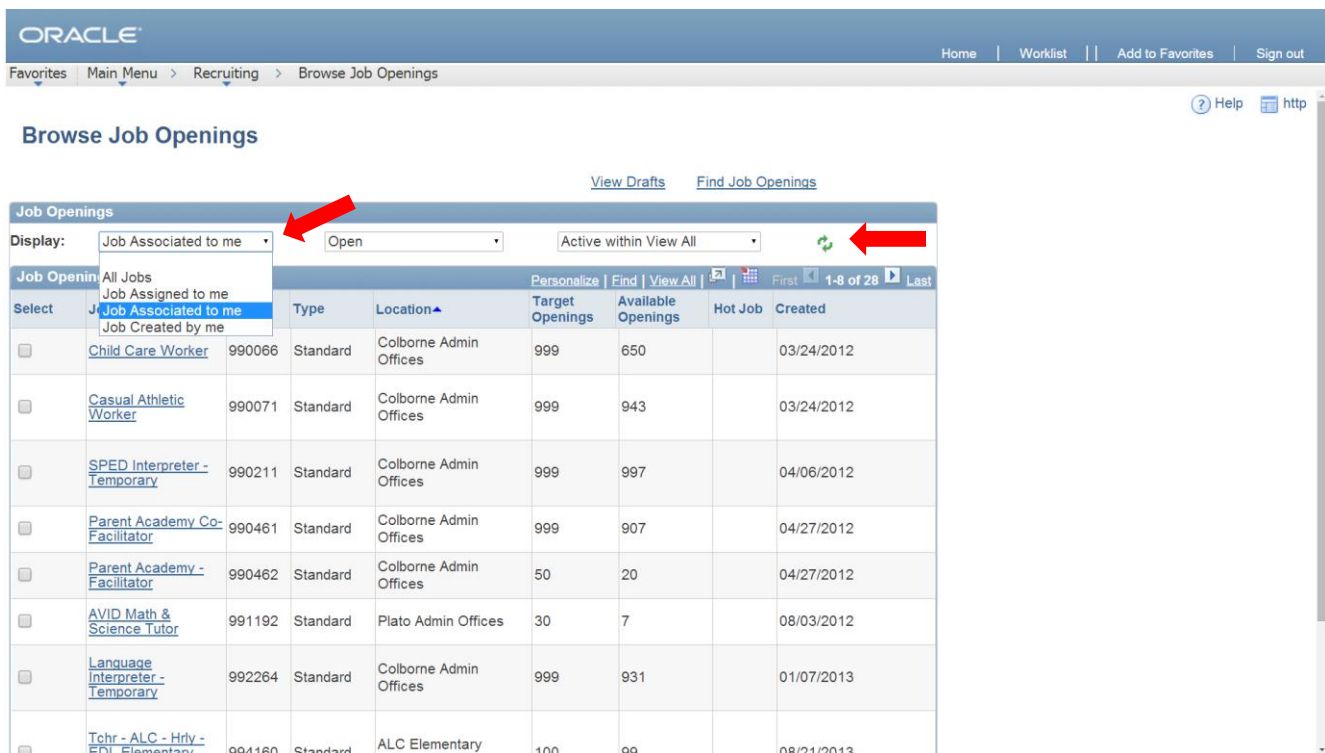 ORACLE
Home | Worklist | | Add to Favorites | Sign out
Favorites Main Menu > Recruiting > Browse Job Openings
? Help http
Browse Job Openings
View Drafts Find Job Openings
Job Openings
Display: Job Associated to me Open Active within View All
All Jobs
Job Assigned to me
Job Associated to me
Job Created by me
Personalize | Find | View All | | First 1-8 of 28 Last
Select Type Location Target Openings Available Openings Hot Job Created
Child Care Worker 990066 Standard Colborne Admin Offices 999 650 03/24/2012
Casual Athletic Worker 990071 Standard Colborne Admin Offices 999 943 03/24/2012
SPED Interpreter - Temporary 990211 Standard Colborne Admin Offices 999 997 04/06/2012
Parent Academy Co-Facilitator 990461 Standard Colborne Admin Offices 999 907 04/27/2012
Parent Academy - Facilitator 990462 Standard Colborne Admin Offices 50 20 04/27/2012
AVID Math & Science Tutor 991192 Standard Plato Admin Offices 30 7 08/03/2012
Language Interpreter - Temporary 992264 Standard Colborne Admin Offices 999 931 01/07/2013
Tchr - ALC - Hrly - EDL Elementary 994160 Standard ALC Elementary 100 99 08/21/2013